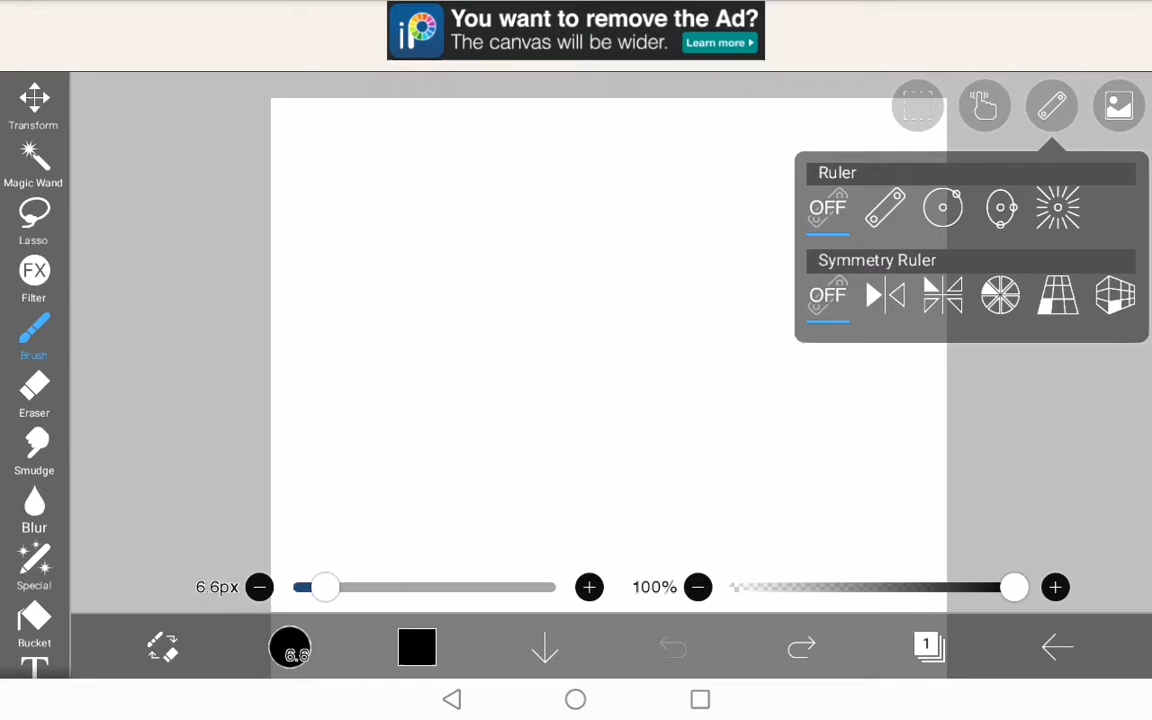 iP
You want to remove the Ad?
The canvas will be wider.
Learn more
Transform
Magic Wand
Lasso
FX
Filter
Brush
Eraser
Smudge
Blur
Special
Bucket
T
Ruler
OFF
Symmetry Ruler
OFF
6.6px
100%
6.6
1